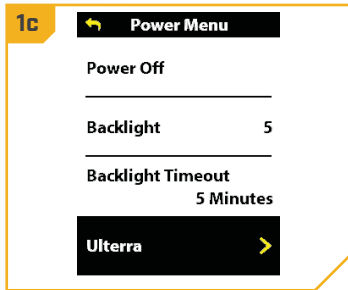 1c
Power Menu
Power Off
Backlight 5
Backlight Timeout
5 Minutes
Ulterra